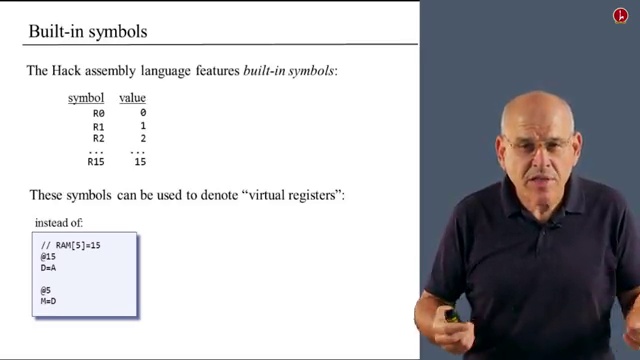 Built-in symbols
The Hack assembly language features built-in symbols:
symbol value
R0 0
R1 1
R2 2
... ...
R15 15
These symbols can be used to denote “virtual registers”:
instead of:
// RAM[5]=15
@15
D=A
@5
M=D